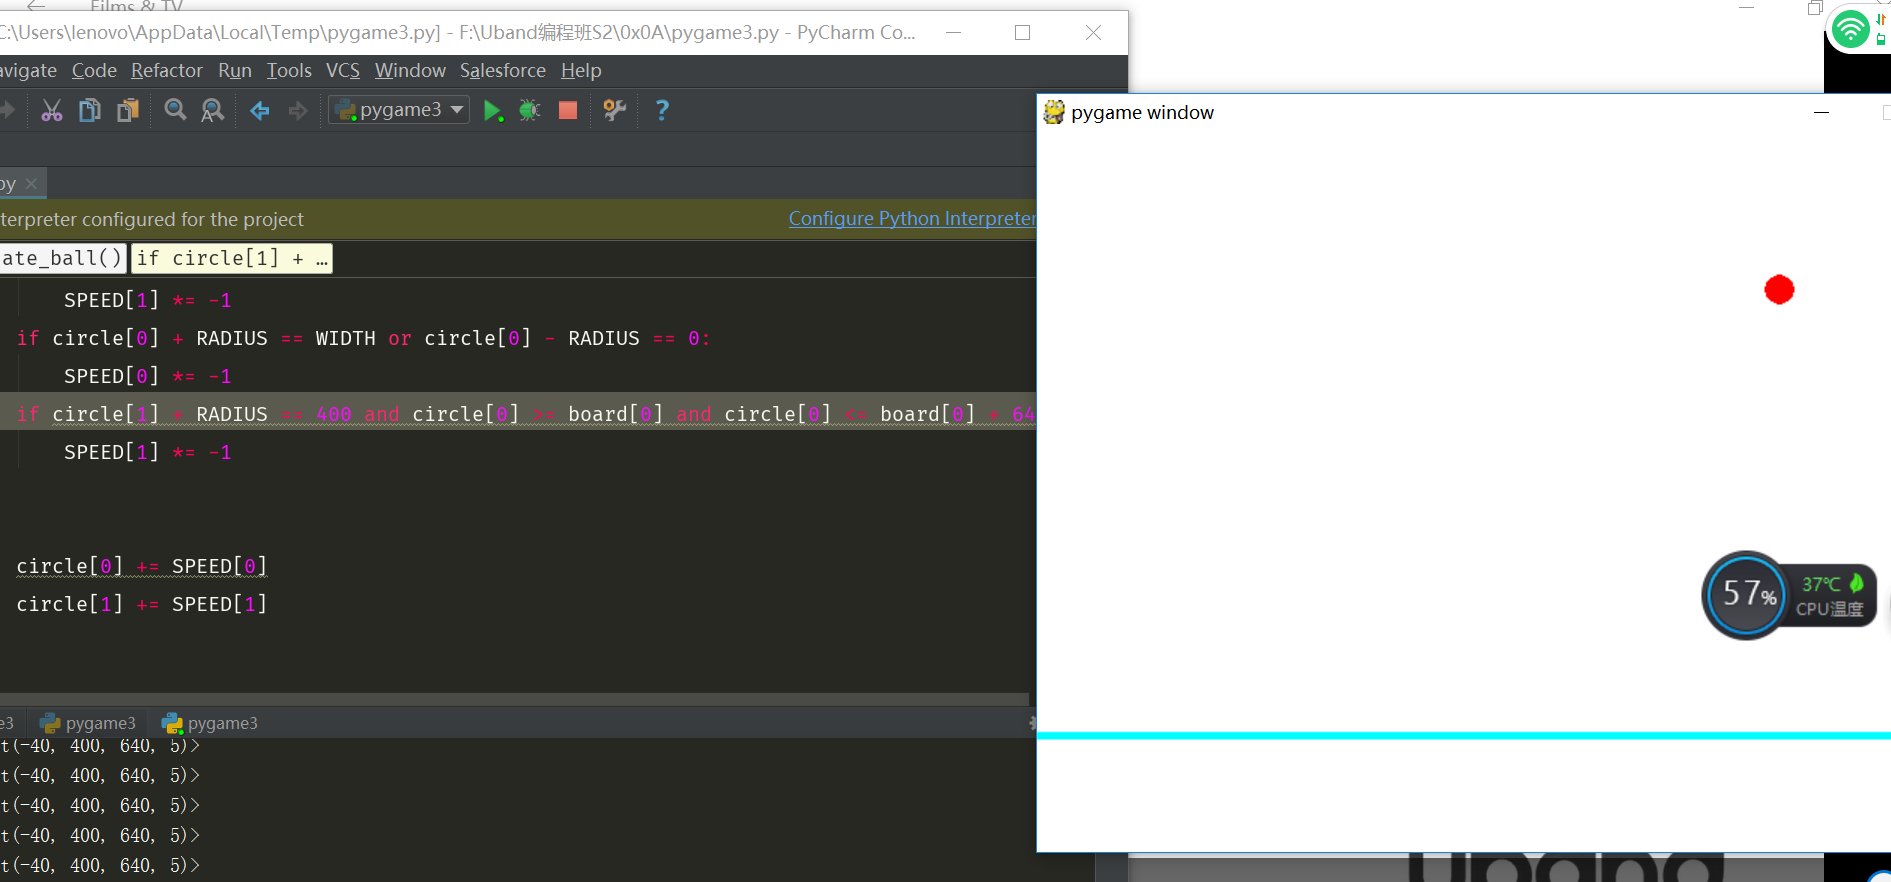 Films & TV
C:\Users\lenovo\AppData\Local\Temp\pygame3.py] - F:\Uband编程班S2\0x0A\pygame3.py - PyCharm Co...
avigate Code Refactor Run Tools VCS Window Salesforce Help
pygame3
py
terpreter configured for the project
Configure Python Interpreter
ate_ball() if circle[1] + …
SPEED[1] *= -1
if circle[0] + RADIUS == WIDTH or circle[0] - RADIUS == 0:
SPEED[0] *= -1
if circle[1] + RADIUS == 400 and circle[0] >= board[0] and circle[0] <= board[0] + 64
SPEED[1] *= -1
circle[0] += SPEED[0]
circle[1] += SPEED[1]
e3 pygame3 pygame3
t(-40, 400, 640, 5)>
t(-40, 400, 640, 5)>
t(-40, 400, 640, 5)>
t(-40, 400, 640, 5)>
t(-40, 400, 640, 5)>
pygame window
57%
37℃
CPU温度
Uband